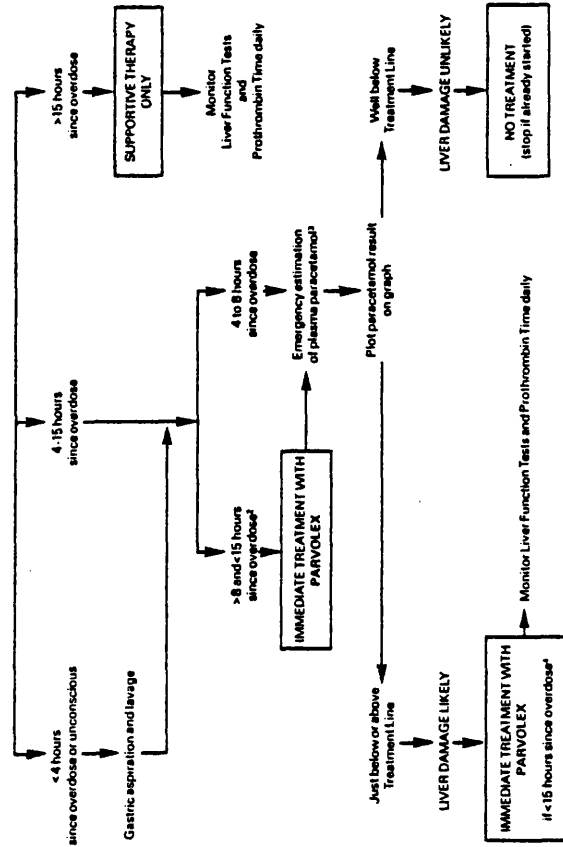 <4 hours
since overdose or unconscious
Gastric aspiration and lavage
4-15 hours
since overdose
>15 hours
since overdose
SUPPORTIVE THERAPY
ONLY
Monitor
Liver Function Tests
and
Prothrombin Time daily
>8 and<15 hours
since overdose²
IMMEDIATE TREATMENT WITH
PARVOLEX
4 to 8 hours
since overdose
Emergency estimation
of plasma paracetamol³
Plot paracetamol result
on graph
Just below or above
Treatment Line
LIVER DAMAGE LIKELY
IMMEDIATE TREATMENT WITH
PARVOLEX
if <15 hours since overdose⁴
Monitor Liver Function Tests and Prothrombin Time daily
Well below
Treatment Line
LIVER DAMAGE UNLIKELY
NO TREATMENT
(stop if already started)